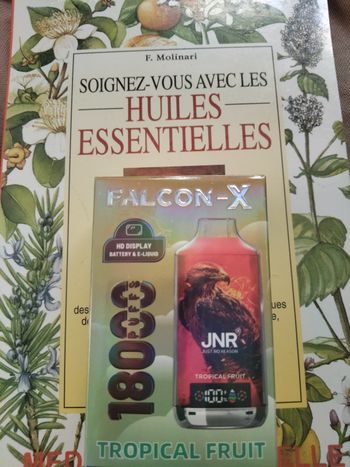 F. Molinari
SOIGNEZ-VOUS AVEC LES
HUILES
ESSENTIELLES
FALCON-X
HD DISPLAY
BATTERY & E-LIQUID
18000
PUFFS
JNR
JUST NO REASON
TROPICAL FRUIT
100%
TROPICAL FRUIT